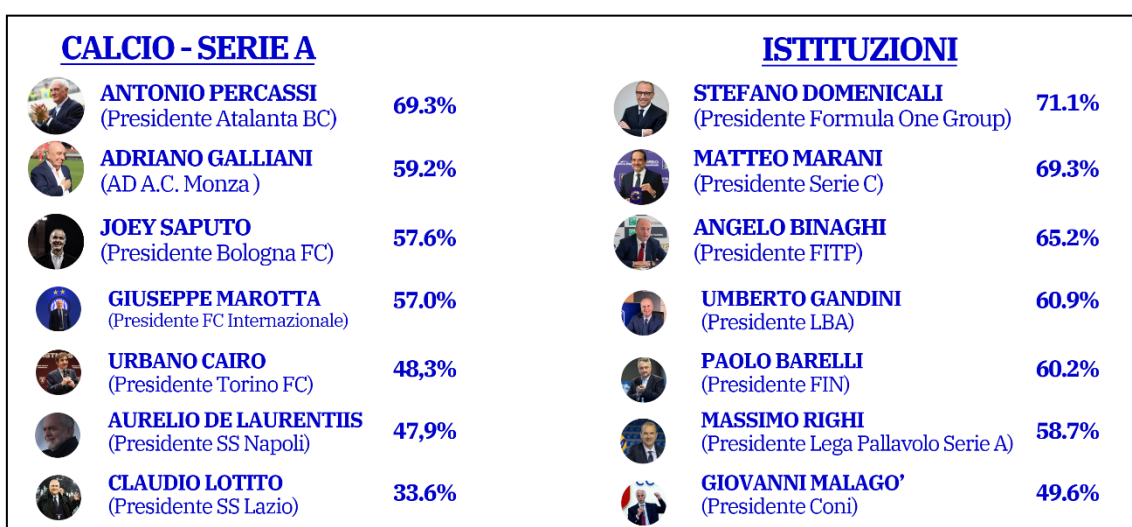 CALCIO - SERIE A
ANTONIO PERCASSI
(Presidente Atalanta BC)
69.3%
ADRIANO GALLIANI
(AD A.C. Monza )
59.2%
JOEY SAPUTO
(Presidente Bologna FC)
57.6%
GIUSEPPE MAROTTA
(Presidente FC Internazionale)
57.0%
URBANO CAIRO
(Presidente Torino FC)
48,3%
AURELIO DE LAURENTIIS
(Presidente SS Napoli)
47,9%
CLAUDIO LOTITO
(Presidente SS Lazio)
33.6%
ISTITUZIONI
STEFANO DOMENICALI
(Presidente Formula One Group)
71.1%
MATTEO MARANI
(Presidente Serie C)
69.3%
ANGELO BINAGHI
(Presidente FITP)
65.2%
UMBERTO GANDINI
(Presidente LBA)
60.9%
PAOLO BARELLI
(Presidente FIN)
60.2%
MASSIMO RIGHI
(Presidente Lega Pallavolo Serie A)
58.7%
GIOVANNI MALAGO’
(Presidente Coni)
49.6%